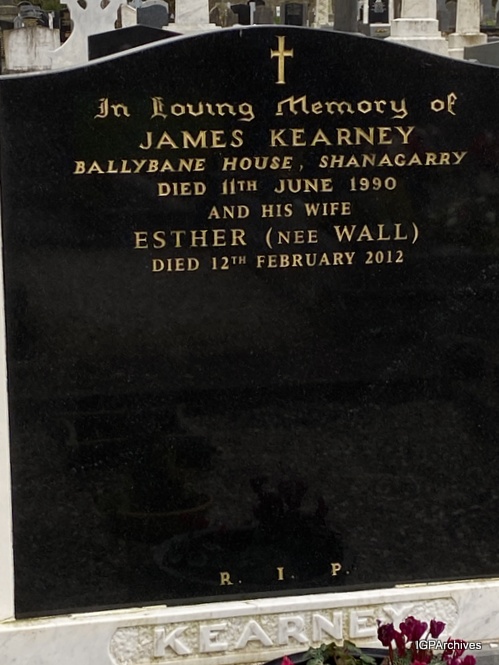 In Loving Memory of
JAMES KEARNEY
BALLYBANE HOUSE, SHANAGARRY
DIED 11TH JUNE 1990
AND HIS WIFE
ESTHER (NEE WALL)
DIED 12TH FEBRUARY 2012
R. I. P.
KEARNEY
IGPArchives